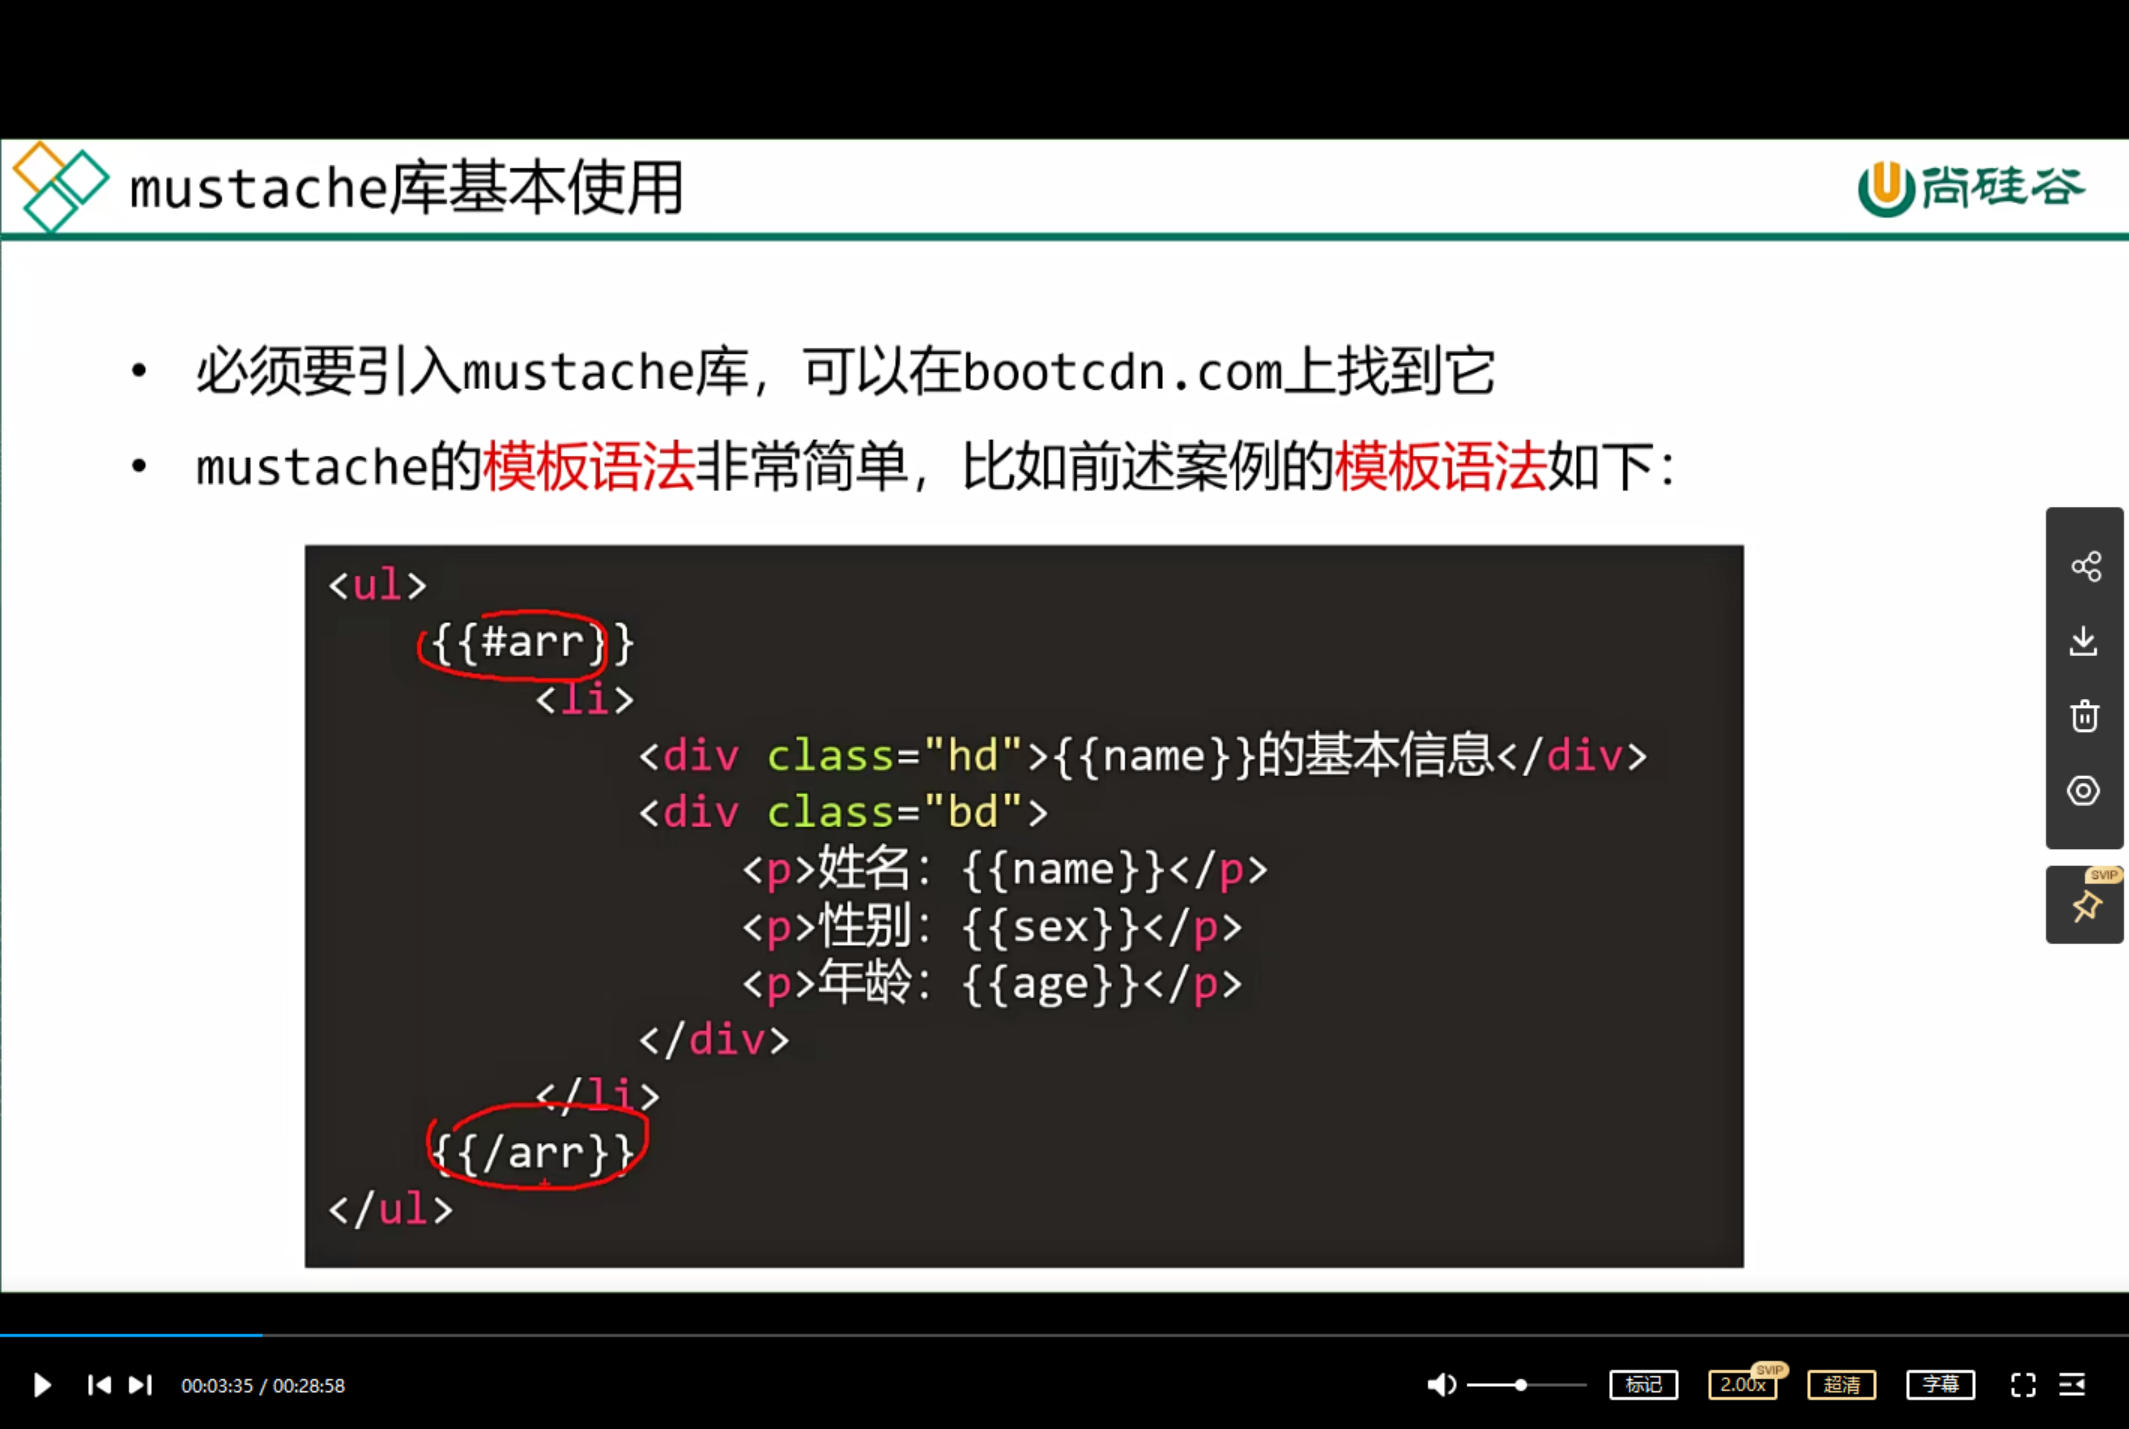 mustache库基本使用
尚硅谷
• 必须要引入mustache库，可以在bootcdn.com上找到它
• mustache的模板语法非常简单，比如前述案例的模板语法如下：
<ul>
{{#arr}}
<li>
<div class="hd">{{name}}的基本信息</div>
<div class="bd">
<p>姓名：{{name}}</p>
<p>性别：{{sex}}</p>
<p>年龄：{{age}}</p>
</div>
</li>
{{/arr}}
</ul>
SVIP
00:03:35 / 00:28:58
标记
2.00x
SVIP
超清
字幕